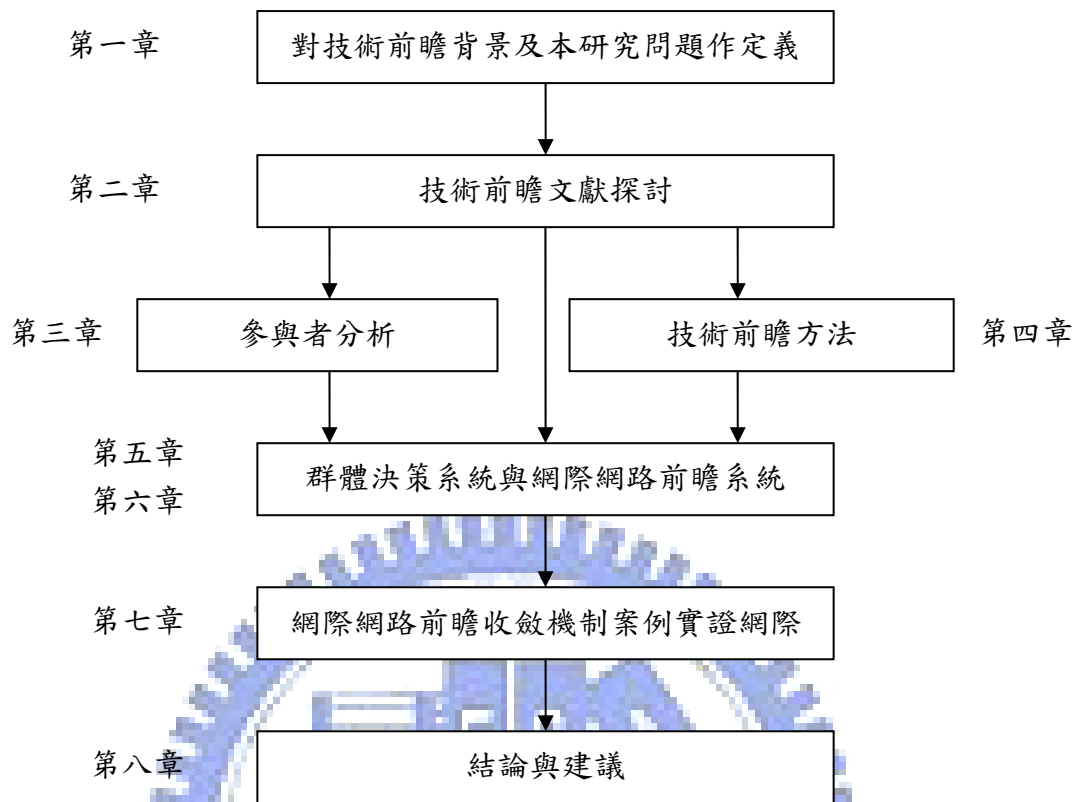 第一章 對技術前瞻背景及本研究問題作定義
第二章 技術前瞻文獻探討
第三章 參與者分析 技術前瞻方法 第四章
第五章
第六章
群體決策系統與網際網路前瞻系統
第七章 網際網路前瞻收斂機制案例實證網際
第八章 結論與建議